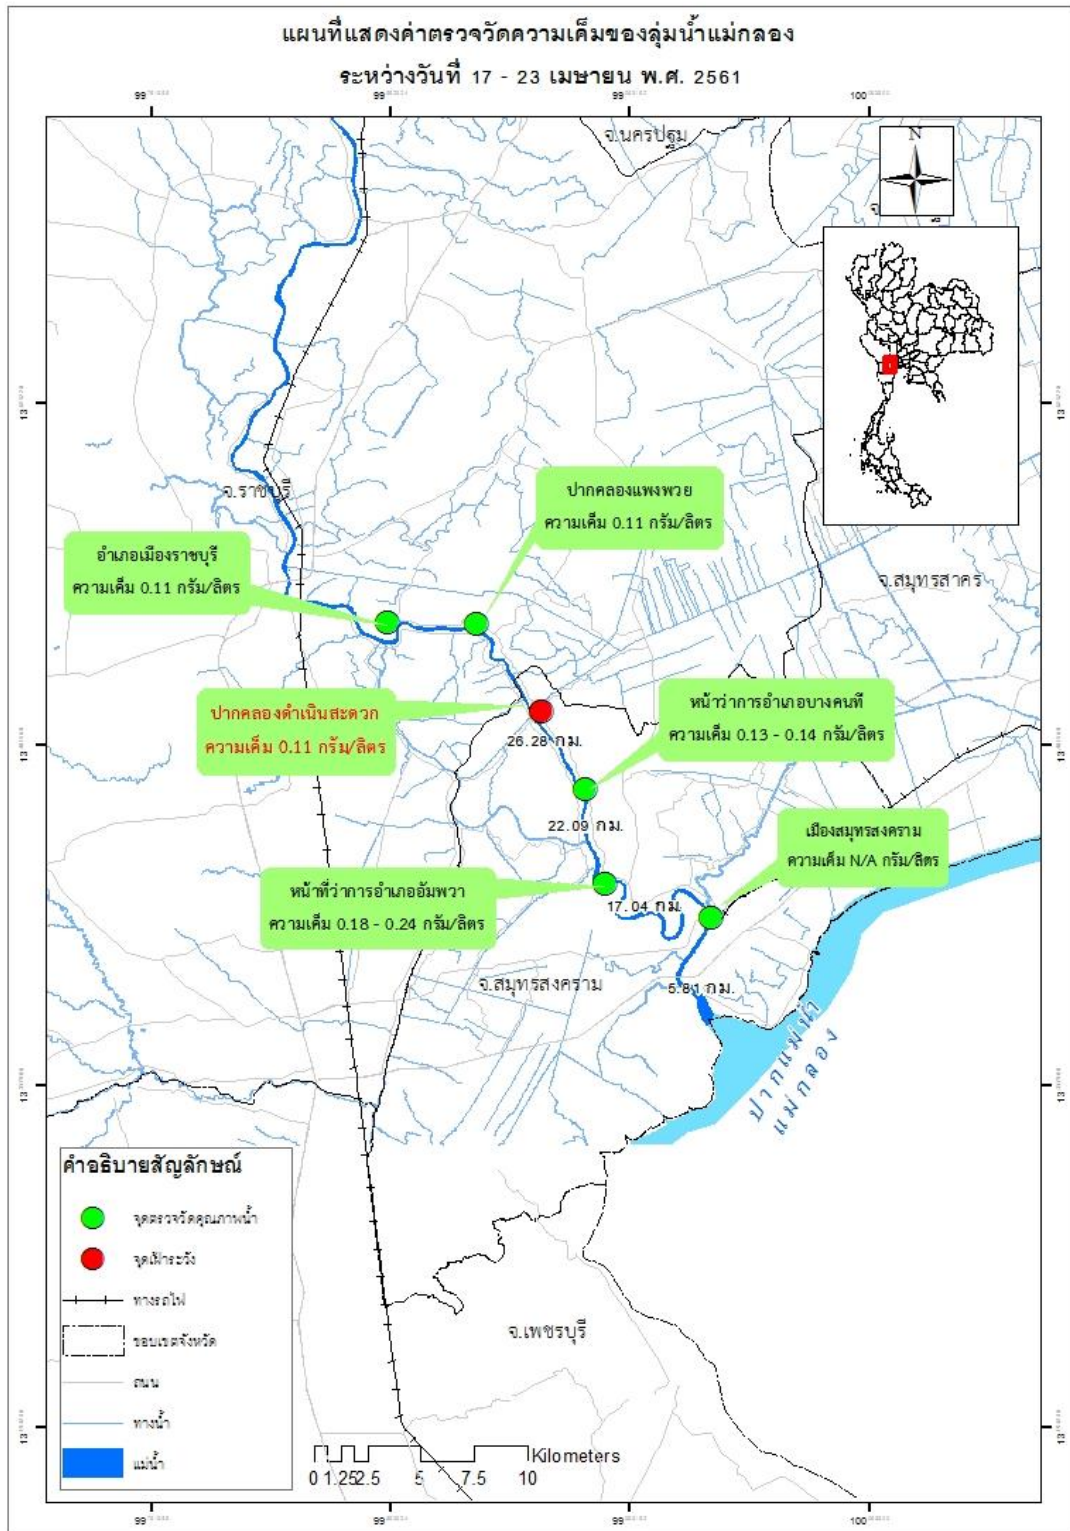 แผนที่แสดงค่าตรวจวัดความเค็มของลุ่มน้ำแม่กลอง
ระหว่างวันที่ 17 - 23 เมษายน พ.ศ. 2561
99
99
99
100
จ.นครปฐม
N
จ
13
13
จ.ราชบุรี
ปากคลองแพงพวย
ความเค็ม 0.11 กรัม/ลิตร
อำเภอเมืองราชบุรี
ความเค็ม 0.11 กรัม/ลิตร
จ.สมุทรสาคร
ปากคลองดำเนินสะดวก
ความเค็ม 0.11 กรัม/ลิตร
หน้าว่าการอำเภอบางคนที
ความเค็ม 0.13 - 0.14 กรัม/ลิตร
26.28 กม.
13
13
22.09 กม.
เมืองสมุทรสงคราม
ความเค็ม N/A กรัม/ลิตร
หน้าที่ว่าการอำเภออัมพวา
ความเค็ม 0.18 - 0.24 กรัม/ลิตร
17.04 กม.
จ.สมุทรสงคราม
5.81 กม.
ปากแม่น้ำ
แม่กลอง
13
13
คำอธิบายสัญลักษณ์
จุดตรวจวัดคุณภาพน้ำ
จุดเฝ้าระวัง
ทางรถไฟ
ขอบเขตจังหวัด
ถนน
ทางน้ำ
แม่น้ำ
จ.เพชรบุรี
13
13
Kilometers
0 1.25 2.5 5 7.5 10
99
99
99
100